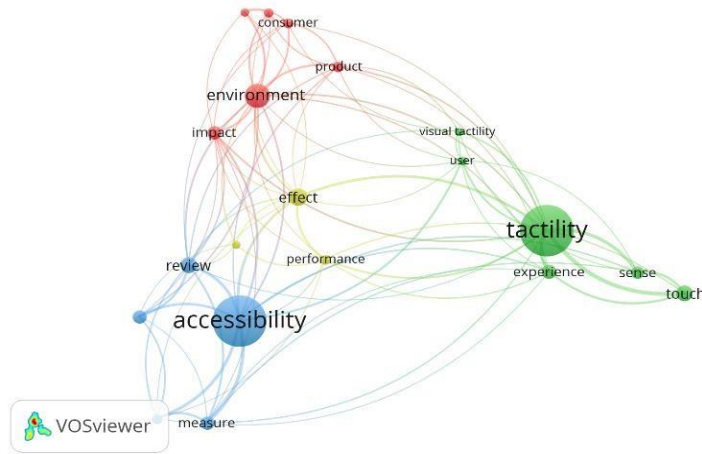 consumer
product
environment
impact
visual tactility
user
effect
tactility
performance
review
experience
sense
touch
accessibility
measure
VOSviewer